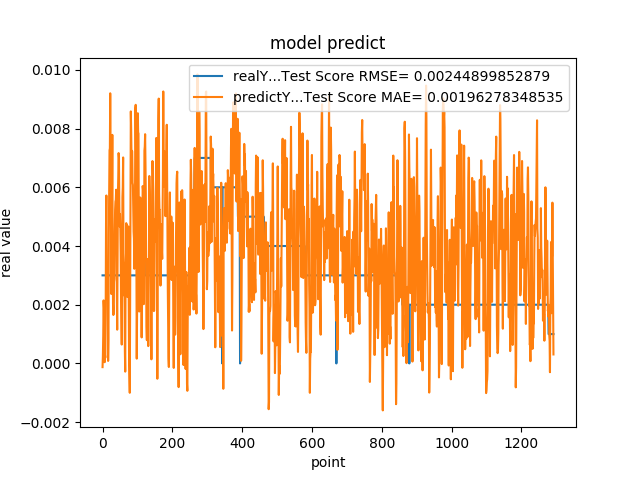 model predict
realY...Test Score RMSE= 0.00244899852879
predictY...Test Score MAE= 0.00196278348535
0.010
0.008
0.006
0.004
0.002
0.000
−0.002
real value
0 200 400 600 800 1000 1200
point